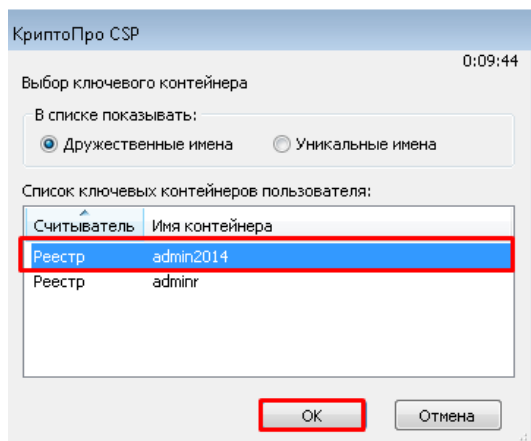 КриптоПро CSP
0:09:44
Выбор ключевого контейнера
В списке показывать:
Дружественные имена Уникальные имена
Список ключевых контейнеров пользователя:
Считыватель Имя контейнера
Реестр admin2014
Реестр adminr
OK Отмена